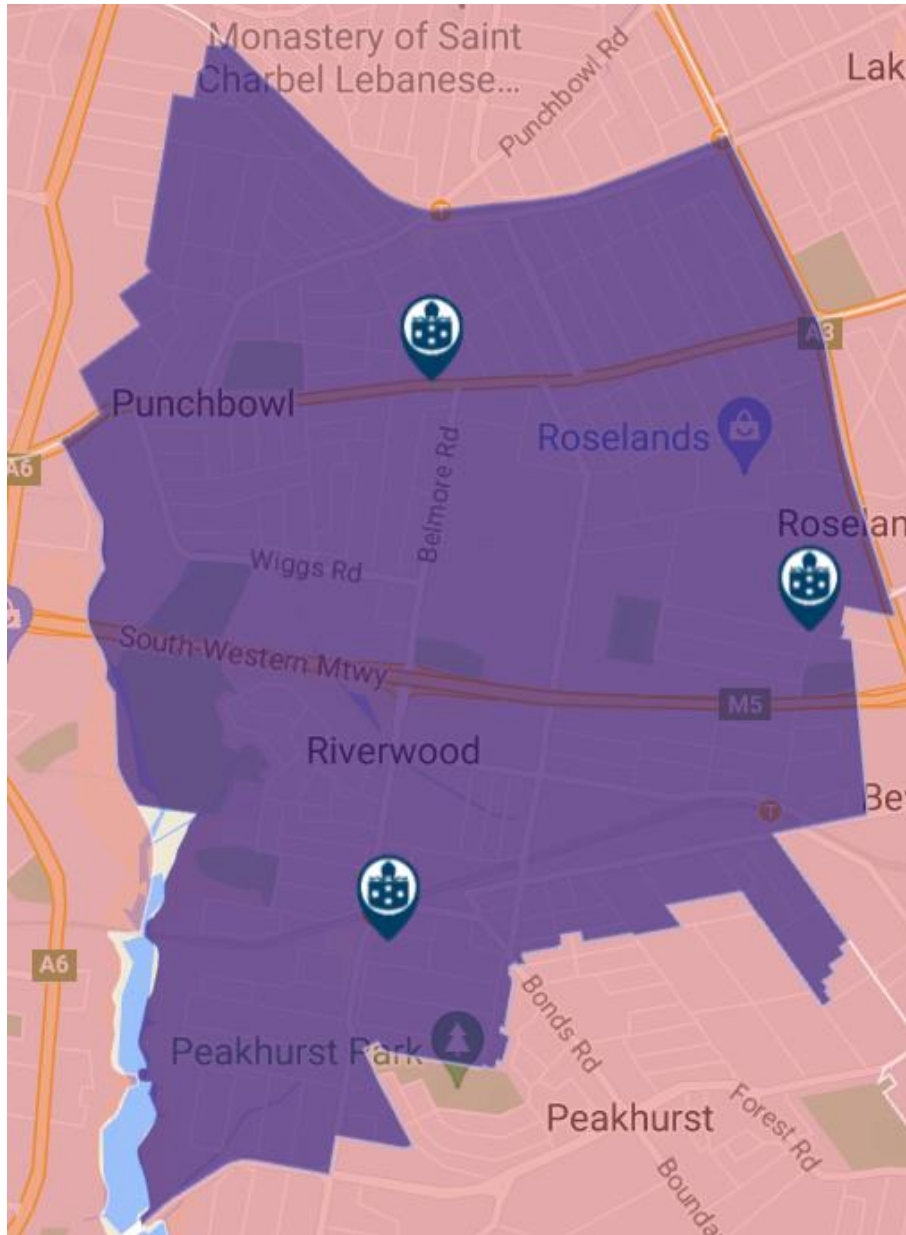 Monastery of Saint
Charbel Lebanese...
Punchbowl Rd
Lak
A3
Punchbowl
A6
Roselands
Belmore Rd
Roselan
Wiggs Rd
South-Western Mtwy
M5
Riverwood
Bev
A6
Peakhurst Park
Bonds Rd
Peakhurst
Forest Rd
Bounda